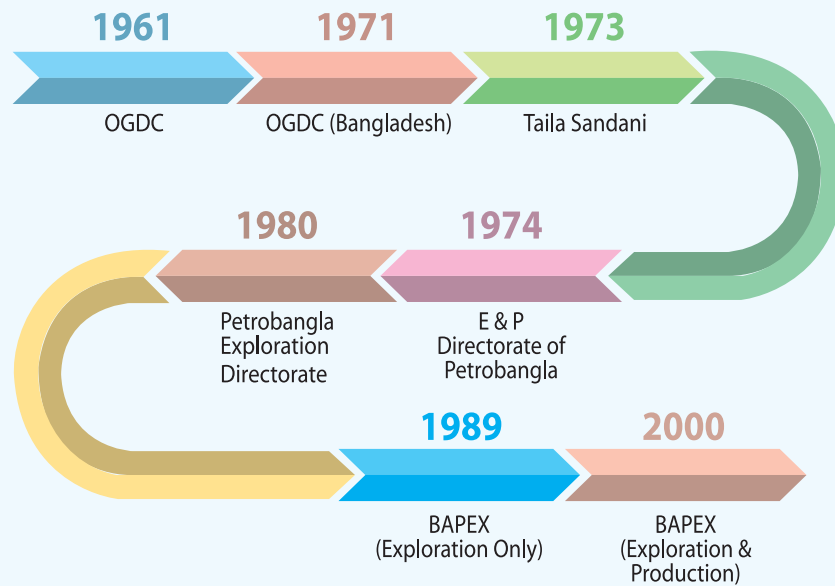 1961
OGDC
1971
OGDC (Bangladesh)
1973
Taila Sandani
1974
E & P
Directorate of
Petrobangla
1980
Petrobangla
Exploration
Directorate
1989
BAPEX
(Exploration Only)
2000
BAPEX
(Exploration &
Production)